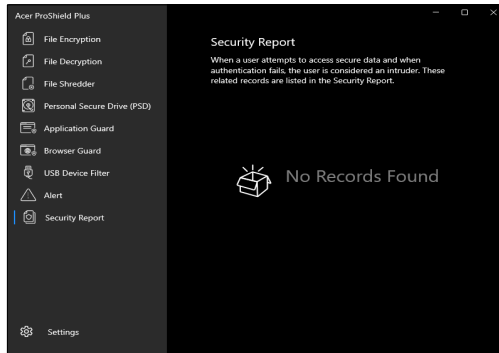 Acer ProShield Plus
File Encryption
File Decryption
File Shredder
Personal Secure Drive (PSD)
Application Guard
Browser Guard
USB Device Filter
Alert
Security Report
Settings
Security Report
When a user attempts to access secure data and when
authentication fails, the user is considered an intruder. These
related records are listed in the Security Report.
No Records Found